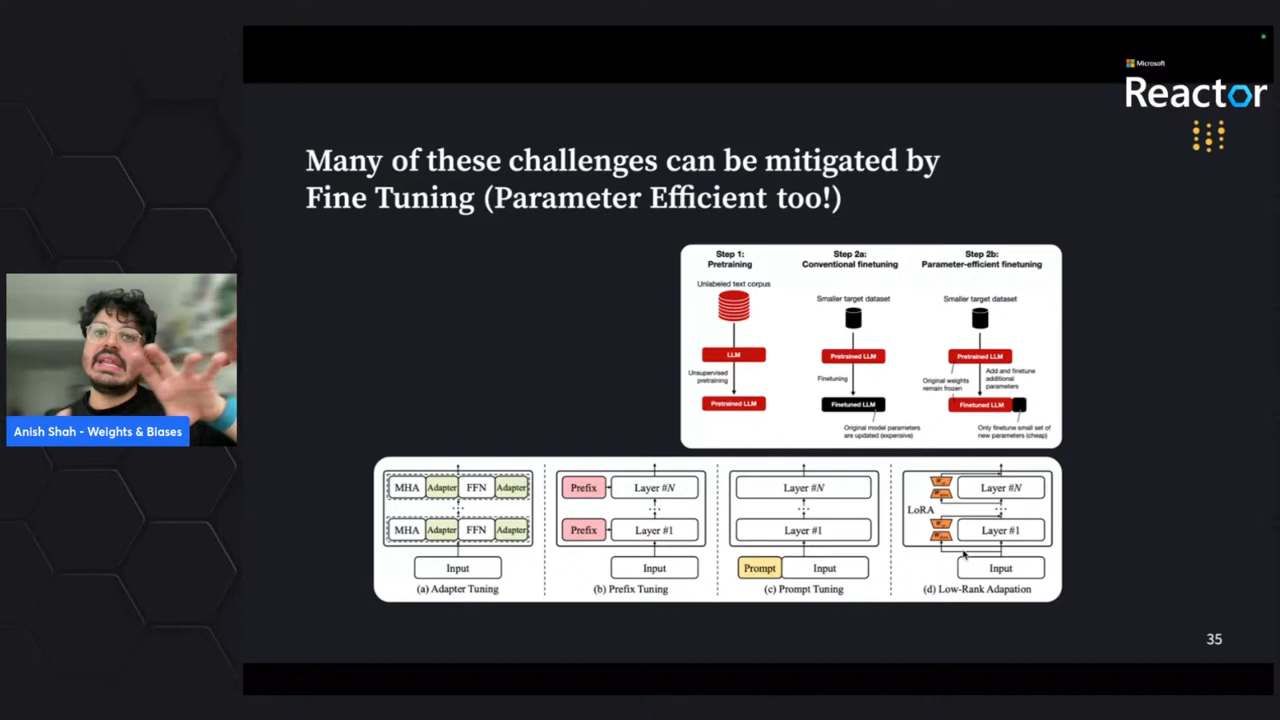 Microsoft
Reactor
Many of these challenges can be mitigated by
Fine Tuning (Parameter Efficient too!)
Step 1:
Pretraining
Unlabeled text corpus
LLM
Unsupervised
pretraining
Pretrained LLM
Step 2a:
Conventional finetuning
Smaller target dataset
Pretrained LLM
Finetuning
Finetuned LLM
Original model parameters
are updated (expensive)
Step 2b:
Parameter-efficient finetuning
Smaller target dataset
Pretrained LLM
Original weights
remain frozen
Add and finetune
additional
parameters
Finetuned LLM
Only finetune small set of
new parameters (cheap)
Anish Shah - Weights & Biases
MHA Adapter FFN Adapter
MHA Adapter FFN Adapter
Input
(a) Adapter Tuning
Prefix Layer #N
Prefix Layer #1
Input
(b) Prefix Tuning
Layer #N
Layer #1
Prompt Input
(c) Prompt Tuning
Layer #N
LoRA
Layer #1
Input
(d) Low-Rank Adapation
35